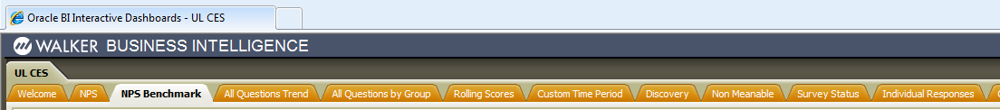 Oracle BI Interactive Dashboards - UL CES
WALKER BUSINESS INTELLIGENCE
UL CES
Welcome NPS NPS Benchmark All Questions Trend All Questions by Group Rolling Scores Custom Time Period Discovery Non Meanable Survey Status Individual Responses